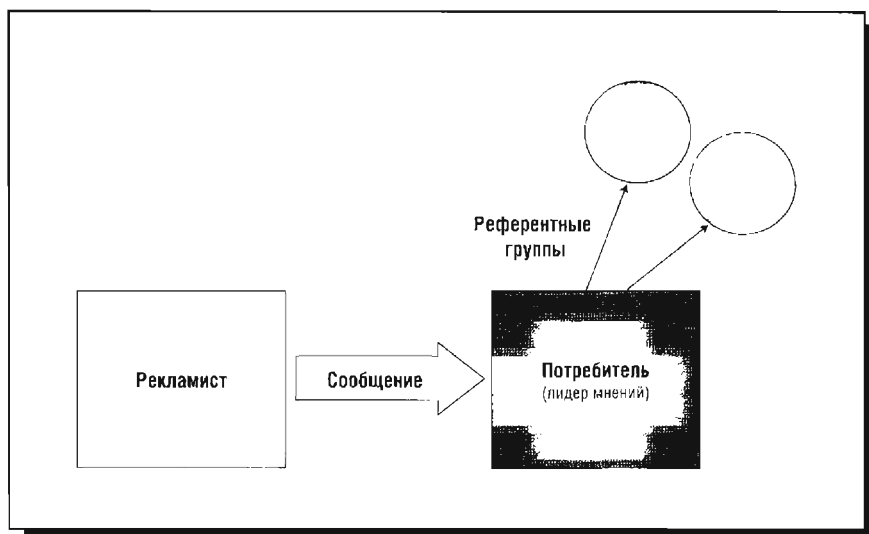 Референтные
группы
Рекламист
Сообщение
Потребитель
(лидер мнений)